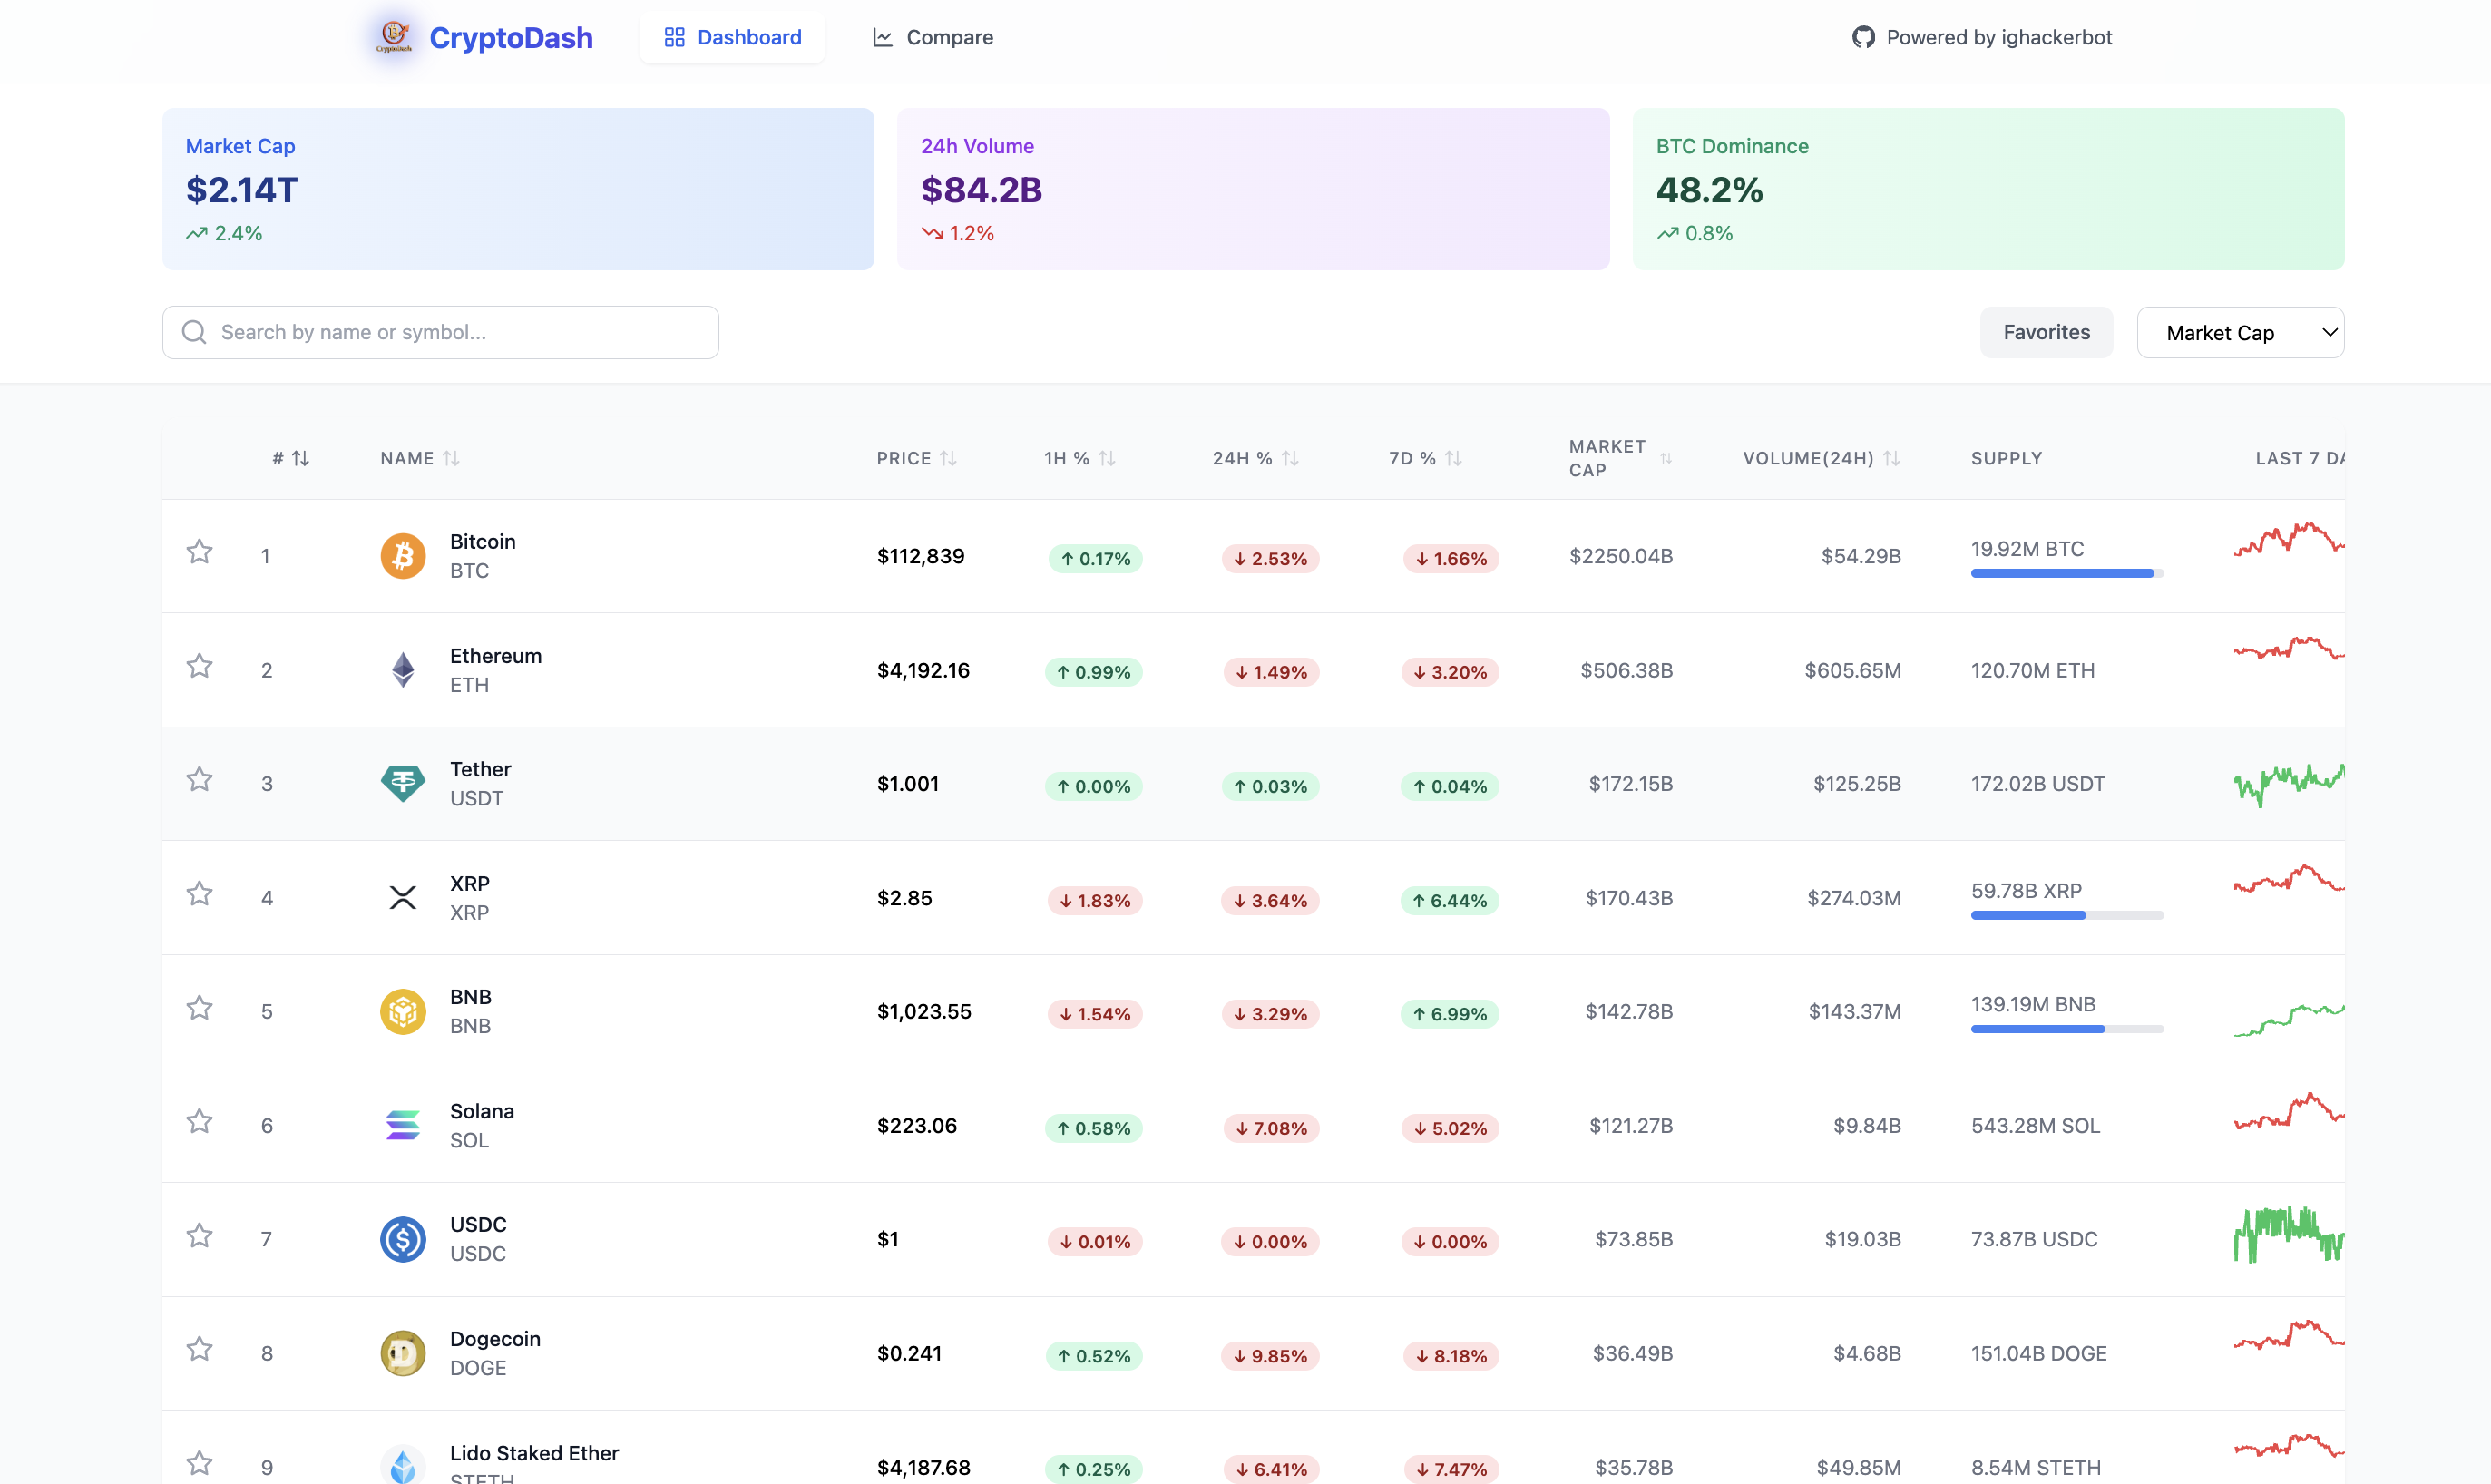 CryptoDash
CryptoDash Dashboard Compare Powered by ighackerbot
Market Cap 24h Volume BTC Dominance
$2.14T $84.2B 48.2%
2.4% 1.2% 0.8%
Search by name or symbol... Favorites Market Cap
# NAME PRICE 1H % 24H % 7D % MARKET CAP VOLUME(24H) SUPPLY LAST 7 DA
1 Bitcoin BTC $112,839 ↑ 0.17% ↓ 2.53% ↓ 1.66% $2250.04B $54.29B 19.92M BTC
2 Ethereum ETH $4,192.16 ↑ 0.99% ↓ 1.49% ↓ 3.20% $506.38B $605.65M 120.70M ETH
3 Tether USDT $1.001 ↑ 0.00% ↑ 0.03% ↑ 0.04% $172.15B $125.25B 172.02B USDT
4 XRP XRP $2.85 ↓ 1.83% ↓ 3.64% ↑ 6.44% $170.43B $274.03M 59.78B XRP
5 BNB BNB $1,023.55 ↓ 1.54% ↓ 3.29% ↑ 6.99% $142.78B $143.37M 139.19M BNB
6 Solana SOL $223.06 ↑ 0.58% ↓ 7.08% ↓ 5.02% $121.27B $9.84B 543.28M SOL
7 USDC USDC $1 ↓ 0.01% ↓ 0.00% ↓ 0.00% $73.85B $19.03B 73.87B USDC
8 Dogecoin DOGE $0.241 ↑ 0.52% ↓ 9.85% ↓ 8.18% $36.49B $4.68B 151.04B DOGE
9 Lido Staked Ether STETH $4,187.68 ↑ 0.25% ↓ 6.41% ↓ 7.47% $35.78B $49.85M 8.54M STETH